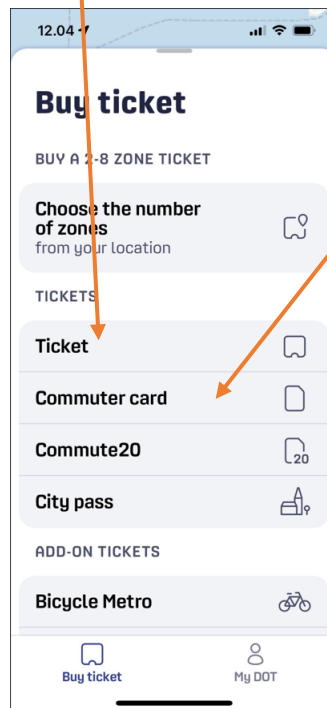 12.04
Buy ticket
BUY A 2-8 ZONE TICKET
Choose the number
of zones
from your location
TICKETS
Ticket
Commuter card
Commute20
20
City pass
ADD-ON TICKETS
Bicycle Metro
Buy ticket
My DOT